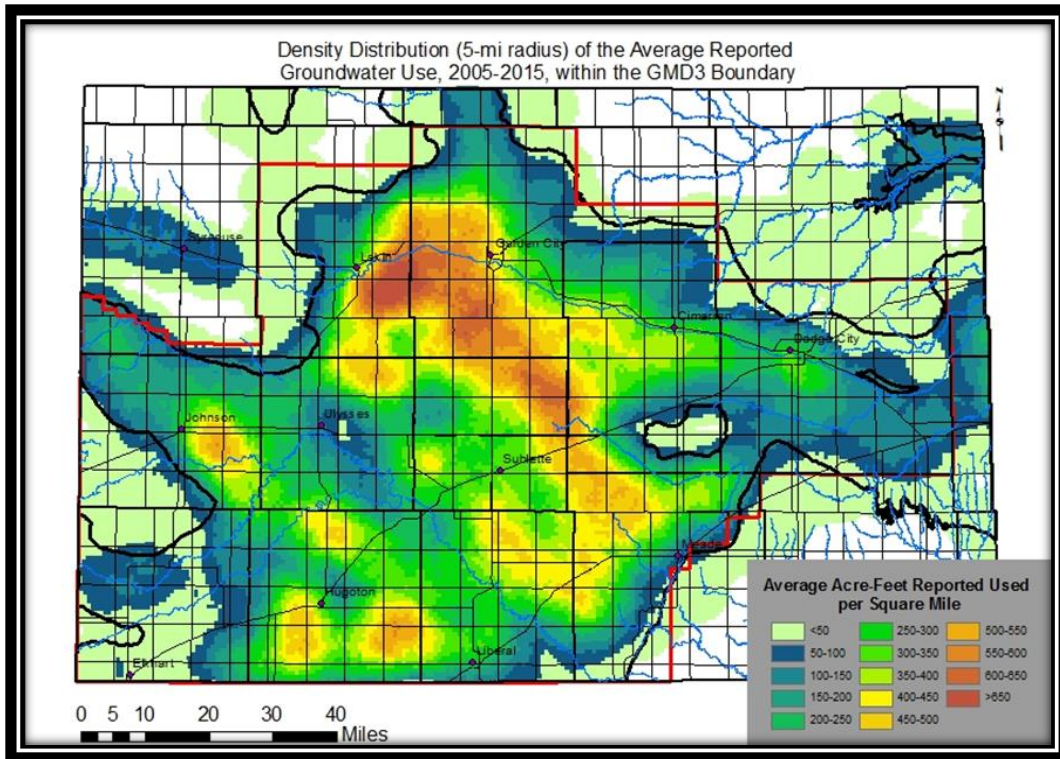 Density Distribution (5-mi radius) of the Average Reported
Groundwater Use, 2005-2015, within the GMD3 Boundary
Syracuse
Lakin
Garden City
Cimarron
Dodge City
Johnson
Ulysses
Sublette
Meade
Hugoton
Liberal
Elkhart
Average Acre-Feet Reported Used
per Square Mile
<50 250-300 500-550
50-100 300-350 550-600
100-150 350-400 600-650
150-200 400-450 >650
200-250 450-500
0 5 10 20 30 40
Miles